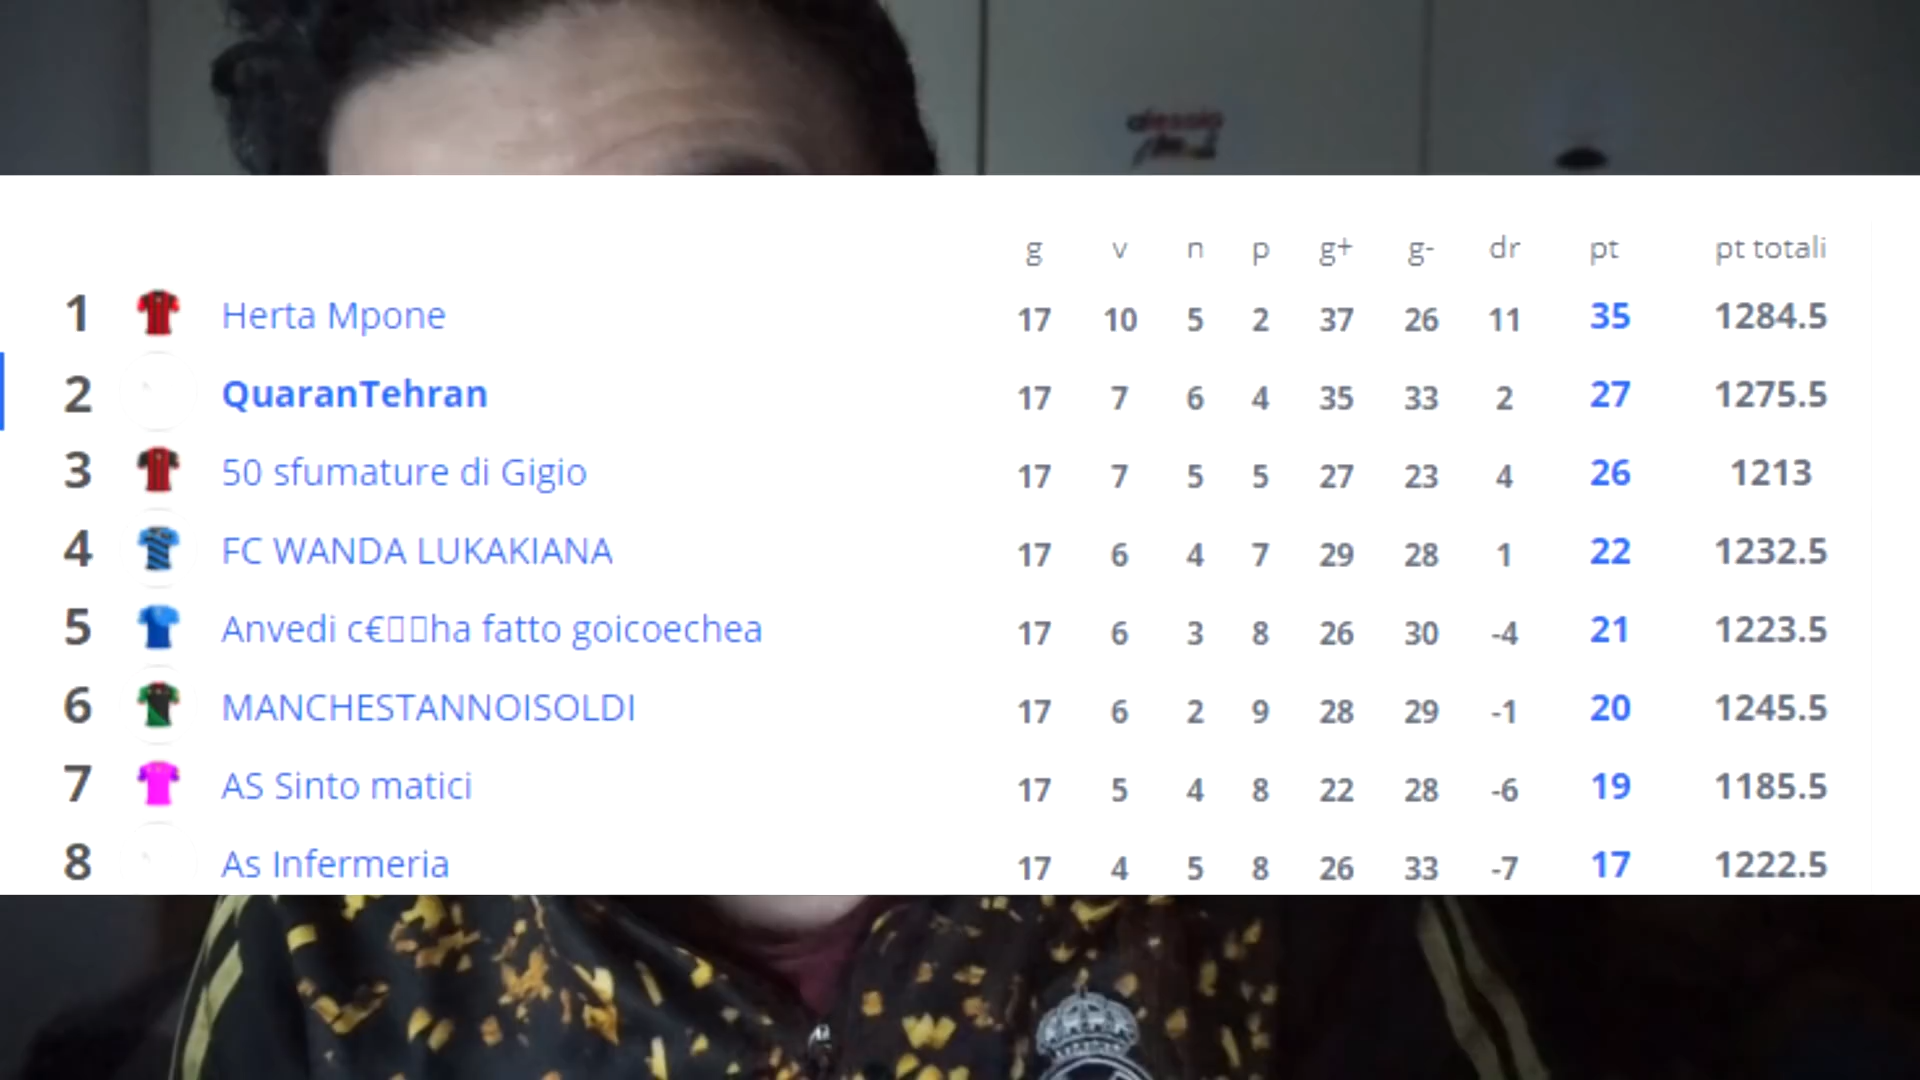 g v n p g+ g- dr pt pt totali
1 Herta Mpone 17 10 5 2 37 26 11 35 1284.5
2 QuaranTehran 17 7 6 4 35 33 2 27 1275.5
3 50 sfumature di Gigio 17 7 5 5 27 23 4 26 1213
4 FC WANDA LUKAKIANA 17 6 4 7 29 28 1 22 1232.5
5 Anvedi c€▯▯ha fatto goicoechea 17 6 3 8 26 30 -4 21 1223.5
6 MANCHESTANNOISOLDI 17 6 2 9 28 29 -1 20 1245.5
7 AS Sinto matici 17 5 4 8 22 28 -6 19 1185.5
8 As Infermeria 17 4 5 8 26 33 -7 17 1222.5